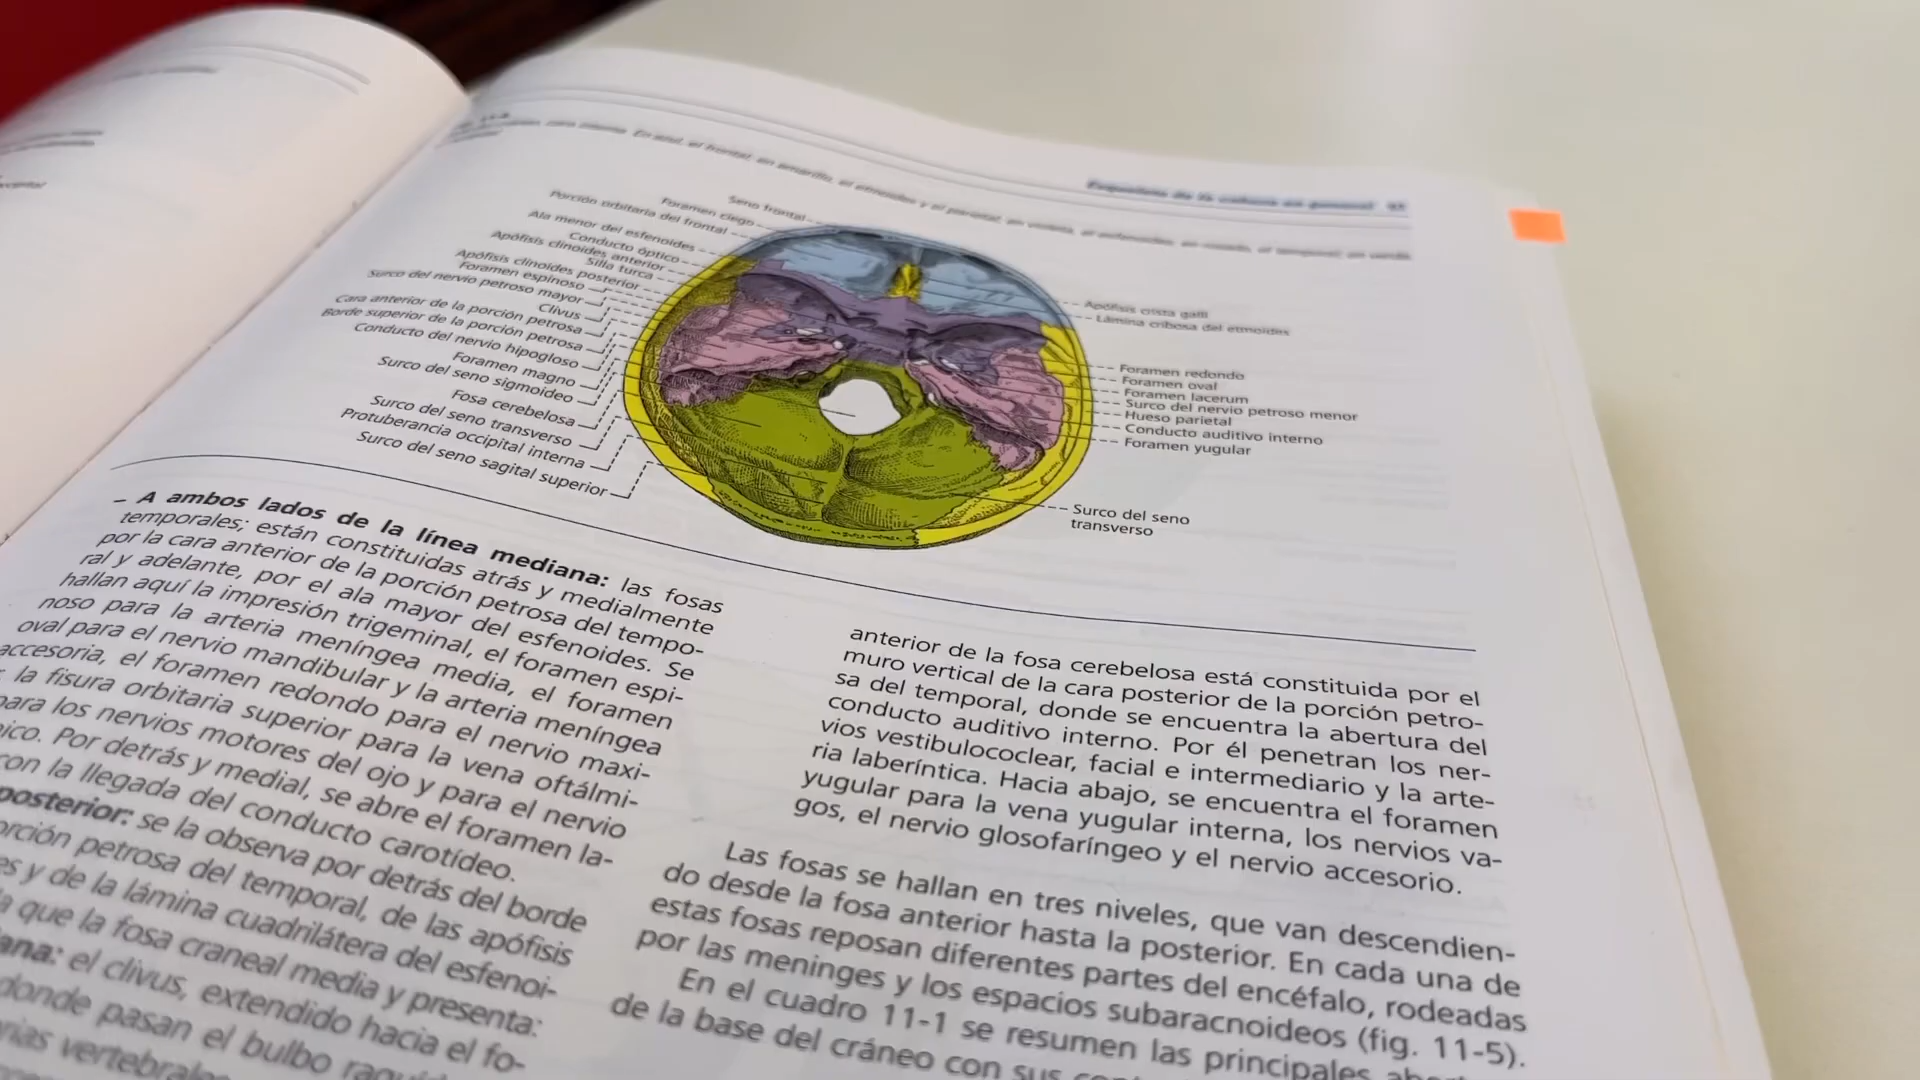 Esqueleto de la cabeza en general
Seno frontal
Foramen ciego
Porción orbitaria del frontal
Ala menor del esfenoides
Conducto óptico
Apófisis clinoides anterior
Silla turca
Apófisis clinoides posterior
Foramen espinoso
Surco del nervio petroso mayor
Clivus
Cara anterior de la porción petrosa
Borde superior de la porción petrosa
Conducto del nervio hipogloso
Foramen magno
Surco del seno sigmoideo
Fosa cerebelosa
Surco del seno transverso
Protuberancia occipital interna
Surco del seno sagital superior
Apófisis crista galli
Lámina cribosa del etmoides
Foramen redondo
Foramen oval
Foramen lacerum
Surco del nervio petroso menor
Hueso parietal
Conducto auditivo interno
Foramen yugular
Surco del seno
transverso
– A ambos lados de la línea mediana: las fosas
temporales; están constituidas atrás y medialmente
por la cara anterior de la porción petrosa del tempo-
ral y adelante, por el ala mayor del esfenoides. Se
hallan aquí la impresión trigeminal, el foramen espi-
noso para la arteria meníngea media, el foramen
oval para el nervio mandibular y la arteria meníngea
accesoria, el foramen redondo para el nervio maxi-
la fisura orbitaria superior para la vena oftálmi-
para los nervios motores del ojo y para el nervio
ico. Por detrás y medial, se abre el foramen la-
con la llegada del conducto carotídeo.
posterior: se la observa por detrás del borde
orción petrosa del temporal, de las apófisis
es y de la lámina cuadrilátera del esfenoi-
a que la fosa craneal media y presenta:
ana: el clivus, extendido hacia el fo-
donde pasan el bulbo
anterior de la fosa cerebelosa está constituida por el
muro vertical de la cara posterior de la porción petro-
sa del temporal, donde se encuentra la abertura del
conducto auditivo interno. Por él penetran los ner-
vios vestibulococlear, facial e intermediario y la arte-
ria laberíntica. Hacia abajo, se encuentra el foramen
yugular para la vena yugular interna, los nervios va-
gos, el nervio glosofaríngeo y el nervio accesorio.
Las fosas se hallan en tres niveles, que van descendien-
do desde la fosa anterior hasta la posterior. En cada una de
estas fosas reposan diferentes partes del encéfalo, rodeadas
por las meninges y los espacios subaracnoideos (fig. 11-5).
En el cuadro 11-1 se resumen las principales
de la base del cráneo con sus